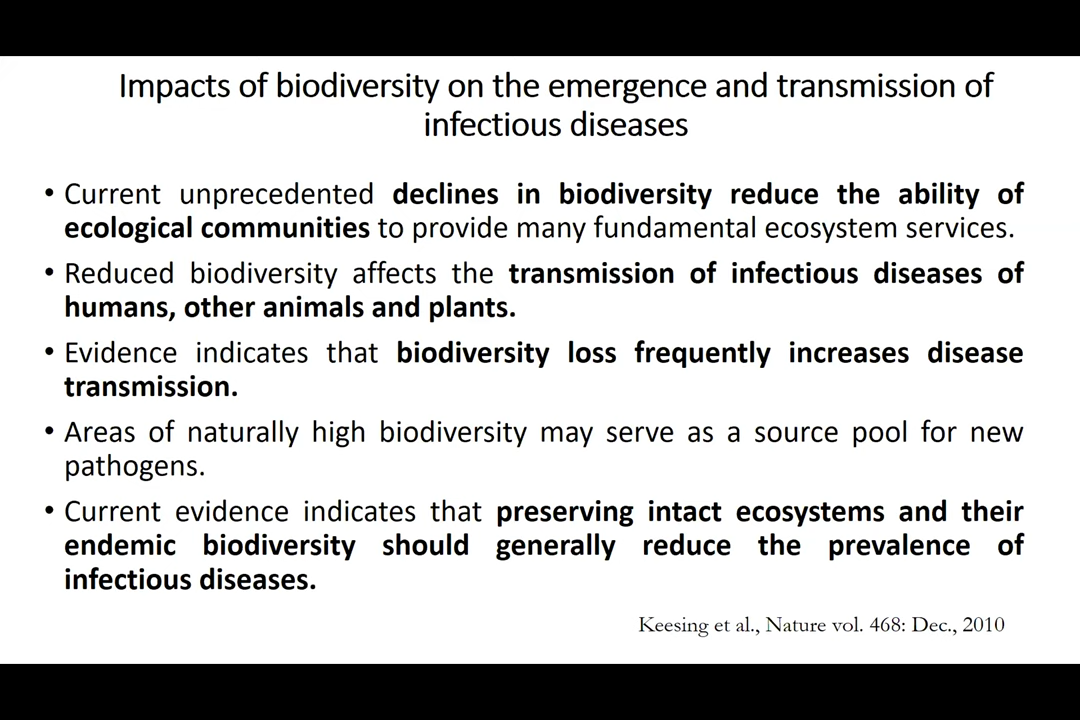 Impacts of biodiversity on the emergence and transmission of
infectious diseases
• Current unprecedented declines in biodiversity reduce the ability of
ecological communities to provide many fundamental ecosystem services.
• Reduced biodiversity affects the transmission of infectious diseases of
humans, other animals and plants.
• Evidence indicates that biodiversity loss frequently increases disease
transmission.
• Areas of naturally high biodiversity may serve as a source pool for new
pathogens.
• Current evidence indicates that preserving intact ecosystems and their
endemic biodiversity should generally reduce the prevalence of
infectious diseases.
Keesing et al., Nature vol. 468: Dec., 2010